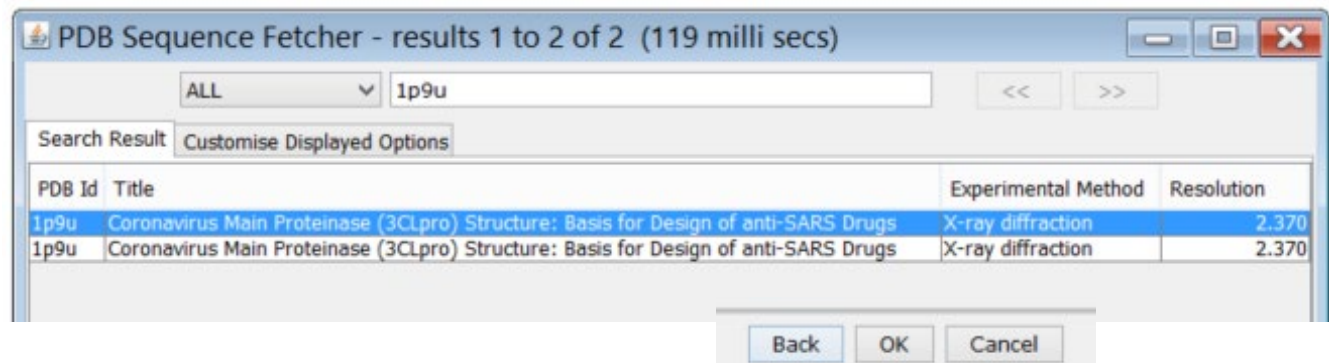 PDB Sequence Fetcher - results 1 to 2 of 2 (119 milli secs)
ALL 1p9u << >>
Search Result Customise Displayed Options
PDB Id Title Experimental Method Resolution
1p9u Coronavirus Main Proteinase (3CLpro) Structure: Basis for Design of anti-SARS Drugs X-ray diffraction 2.370
1p9u Coronavirus Main Proteinase (3CLpro) Structure: Basis for Design of anti-SARS Drugs X-ray diffraction 2.370
Back OK Cancel